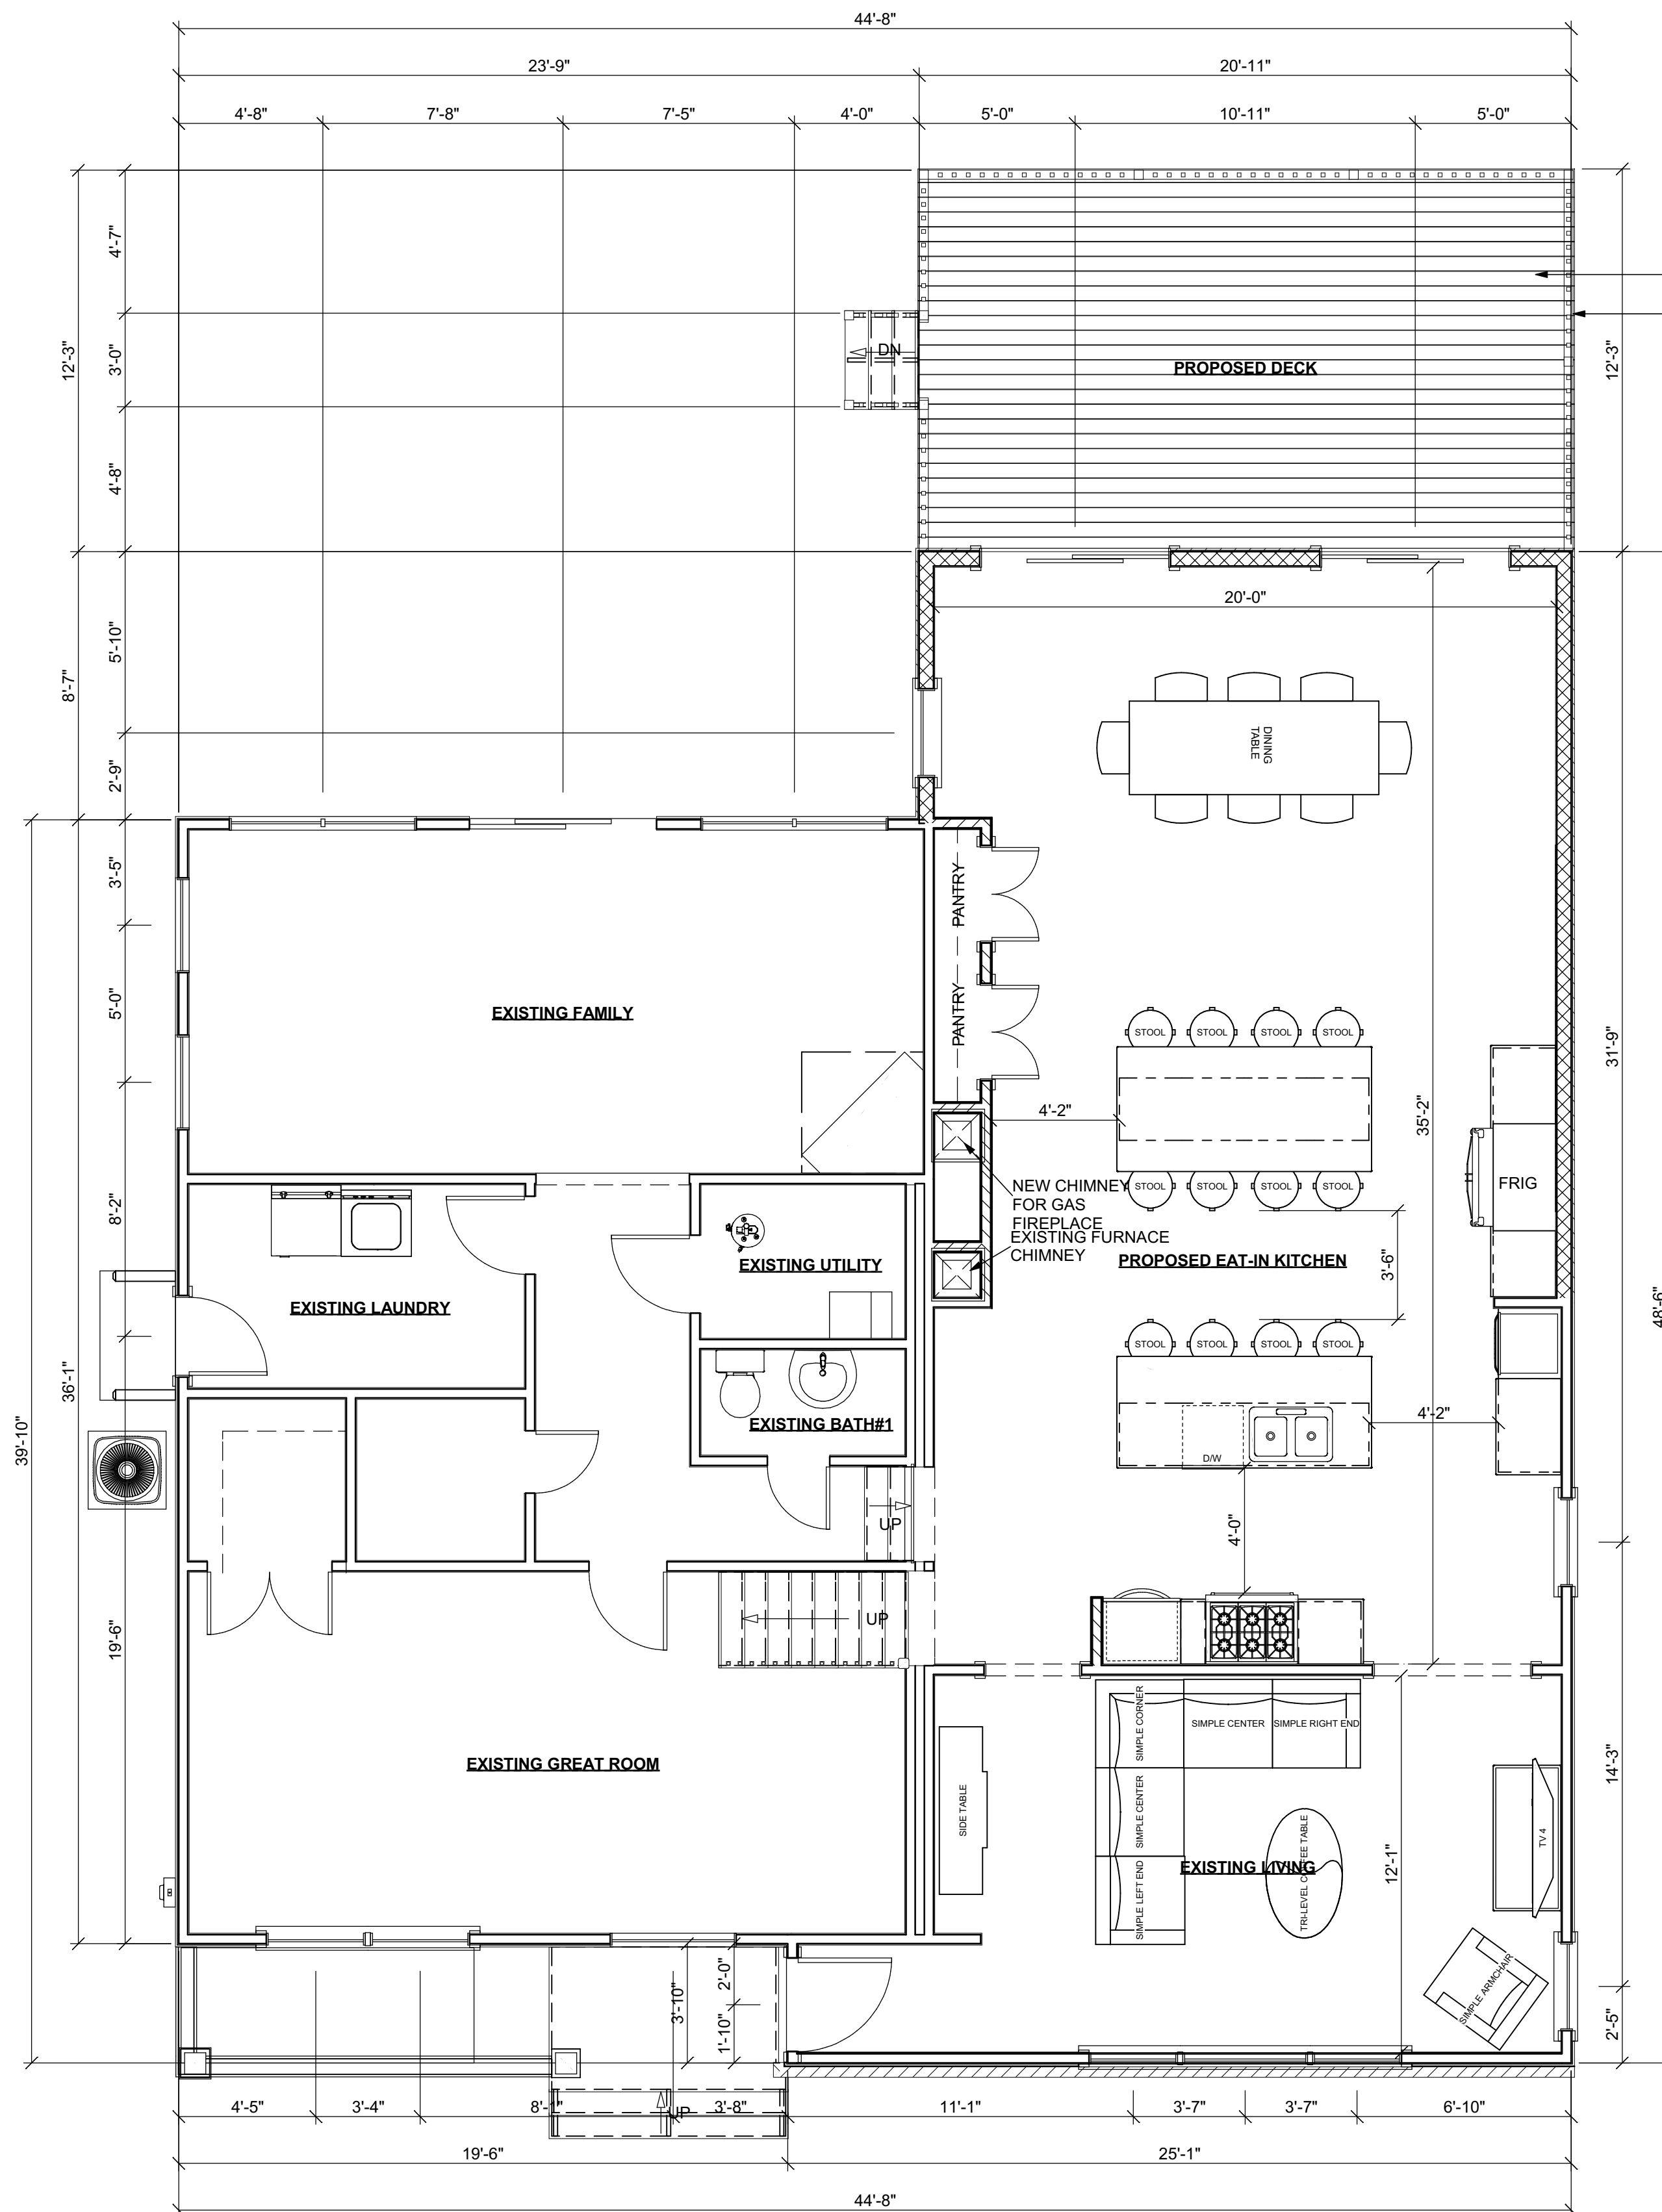 44'-8"
23'-9"
20'-11"
4'-8"
7'-8"
7'-5"
4'-0"
5'-0"
10'-11"
5'-0"
4'-7"
12'-3"
3'-0"
4'-8"
DN
PROPOSED DECK
12'-3"
20'-0"
5'-10"
8'-7"
2'-9"
DINING
TABLE
3'-5"
PANTRY
PANTRY
5'-0"
EXISTING FAMILY
STOOL
STOOL
STOOL
STOOL
31'-9"
4'-2"
35'-2"
8'-2"
NEW CHIMNEY
FOR GAS
FIREPLACE
EXISTING FURNACE
CHIMNEY
STOOL
STOOL
STOOL
STOOL
FRIG
EXISTING UTILITY
PROPOSED EAT-IN KITCHEN
3'-6"
EXISTING LAUNDRY
48'-6"
STOOL
STOOL
STOOL
STOOL
36'-1"
39'-10"
EXISTING BATH#1
4'-2"
D/W
UP
4'-0"
19'-6"
UP
SIMPLE CORNER
SIMPLE CENTER
SIMPLE RIGHT END
EXISTING GREAT ROOM
SIDE TABLE
SIMPLE CENTER
SIMPLE LEFT END
EXISTING LIVING
TRI-LEVEL COFFEE TABLE
12'-1"
TV 4
14'-3"
SIMPLE ARMCHAIR
2'-0"
3'-10"
1'-10"
2'-5"
4'-5"
3'-4"
UP
3'-8"
11'-1"
3'-7"
3'-7"
6'-10"
19'-6"
25'-1"
44'-8"